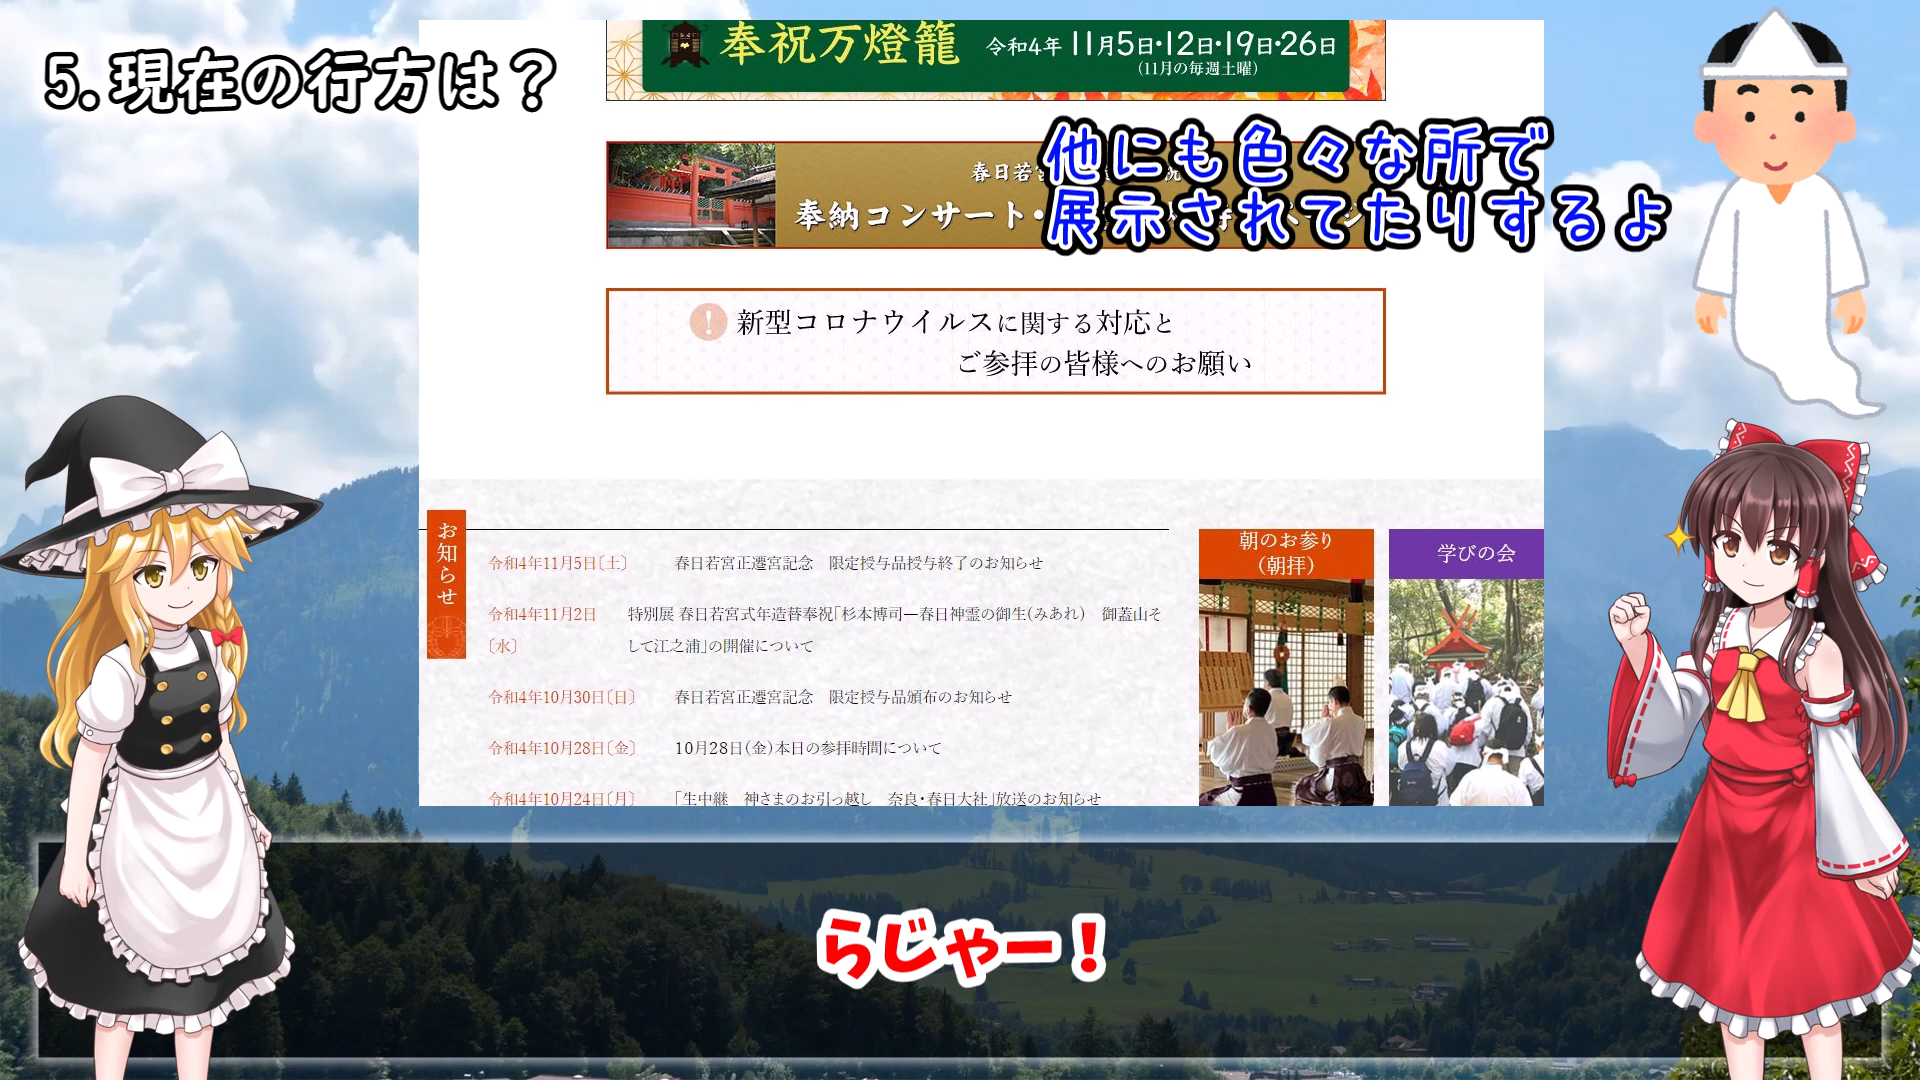 5.現在の行方は？
奉祝万燈籠
令和4年 11月5日・12日・19日・26日
(11月の毎週土曜)
他にも色々な所で
展示されてたりするよ
春日若
奉納コンサート・
！新型コロナウイルスに関する対応と
ご参拝の皆様へのお願い
お知らせ
令和4年11月5日〔土〕 春日若宮正遷宮記念 限定授与品授与終了のお知らせ
令和4年11月2日 特別展 春日若宮式年造替奉祝「杉本博司―春日神霊の御生(みあれ) 御蓋山そ
〔水〕 して江之浦」の開催について
令和4年10月30日〔日〕 春日若宮正遷宮記念 限定授与品頒布のお知らせ
令和4年10月28日〔金〕 10月28日(金)本日の参拝時間について
令和4年10月24日〔月〕 「生中継 神さまのお引っ越し 奈良・春日大社」放送のお知らせ
朝のお参り
(朝拝)
学びの会
らじゃー！